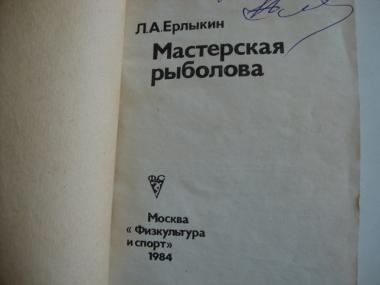 Л.А.Ерлыкин
Мастерская
рыболова
Москва
„Физкультура
и спорт”
1984